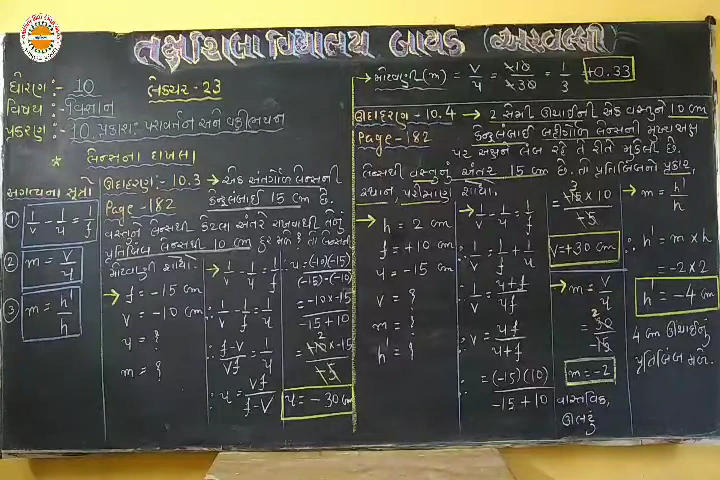 તક્ષશિલા વિદ્યાલય બાયડ (અરવલ્લી)
ધોરણ :- 10
વિષય :- વિજ્ઞાન
પ્રકરણ :- 10. પ્રકાશ: પરાવર્તન અને વક્રીભવન
લેક્ચર - 23
* લેન્સના દાખલા
અગત્યના સૂત્રો
① 1/v - 1/u = 1/f
② m = v/u
③ m = h'/h
ઉદાહરણ :- 10.3 → એક અંતર્ગોળ લેન્સની
Page - 182 કેન્દ્રલંબાઈ 15 cm છે.
વસ્તુને લેન્સથી કેટલા અંતરે રાખવાથી તેનું
પ્રતિબિંબ લેન્સથી 10 cm દુર મળે? તો લેન્સની
મોટવણી શોધો.
→ f = -15 cm
v = -10 cm
u = ?
m = ?
→ 1/v - 1/u = 1/f
∴ 1/v - 1/f = 1/u
∴ f-v/vf = 1/u
∴ u = vf/f-v
u = (-10)(-15)/(-15)-(-10)
= -10×-15/-15+10
= -10×-15/-5
u = -30 cm
→ મોટવણી (m) = v/u = -10/-30 = 1/3 = +0.33
ઉદાહરણ - 10.4 → 2 સેમી ઊંચાઈની એક વસ્તુને 10 cm
Page - 182 કેન્દ્રલંબાઈ બહિર્ગોળ લેન્સની મુખ્ય અક્ષ
પર અક્ષને લંબ રહે તે રીતે મુકેલી છે.
લેન્સથી વસ્તુનું અંતર 15 cm છે. તો પ્રતિબિંબનો પ્રકાર,
સ્થાન, પરિમાણ શોધો.
→ h = 2 cm
f = +10 cm
u = -15 cm
v = ?
m = ?
h' = ?
→ 1/v - 1/u = 1/f
∴ 1/v = 1/f + 1/u
∴ 1/v = u+f/uf
∴ v = uf/u+f
∴ = (-15)(10)/-15+10
= -15×10/-5
v = +30 cm
→ m = v/u
= 30/-15
m = -2
વાસ્તવિક,
ઊલટું
→ m = h'/h
∴ h' = m × h
= -2×2
h' = -4 cm
4 cm ઊંચાઈનું
પ્રતિબિંબ મળે.